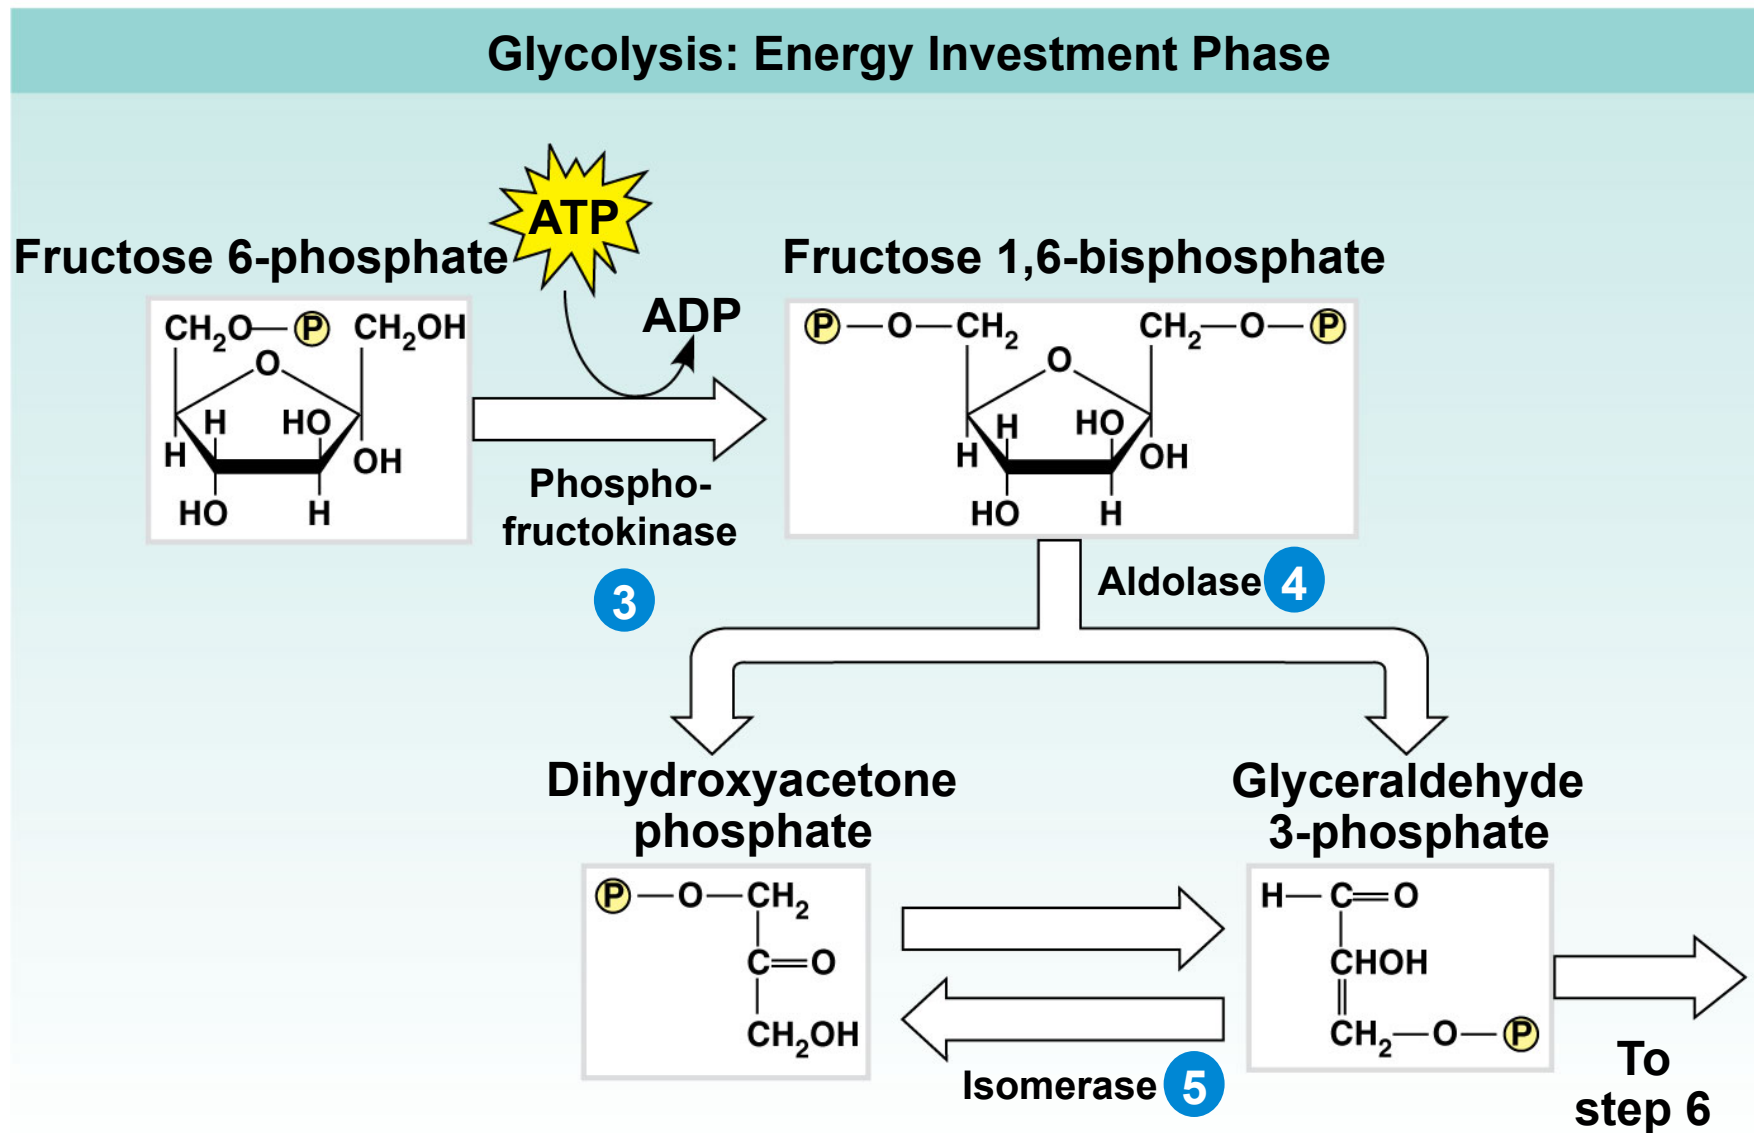 Glycolysis: Energy Investment Phase
ATP
Fructose 6-phosphate
Fructose 1,6-bisphosphate
ADP
CH2O P CH2OH
O
H HO
H OH
HO H
P O CH2 CH2 O P
O
H HO
H OH
HO H
Phospho-
fructokinase
3
Aldolase 4
Dihydroxyacetone
phosphate
Glyceraldehyde
3-phosphate
P O CH2
C=O
CH2OH
H C=O
CHOH
CH2 O P
Isomerase 5
To
step 6